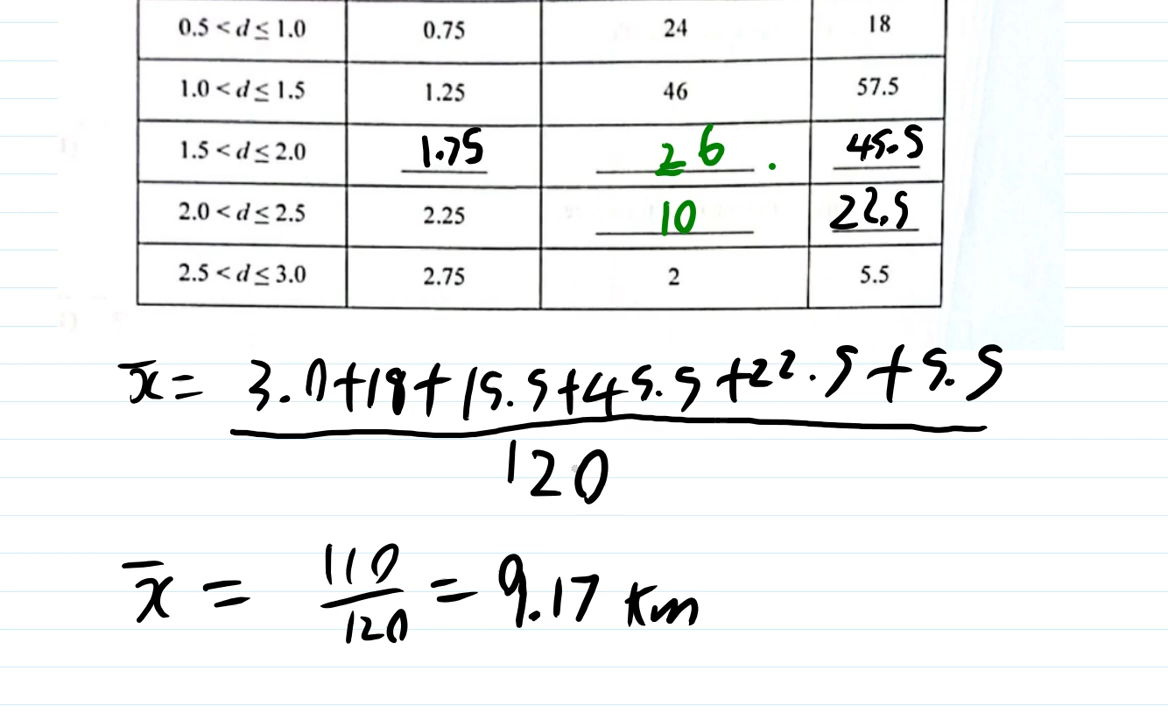 0.5 < d ≤ 1.0 0.75 24 18
1.0 < d ≤ 1.5 1.25 46 57.5
1.5 < d ≤ 2.0 1.75 26 . 45.5
2.0 < d ≤ 2.5 2.25 10 22.5
2.5 < d ≤ 3.0 2.75 2 5.5
x̄ = 3.0+18+15.5+45.5+22.5+5.5
120
x̄ = 110/120 = 9.17 km